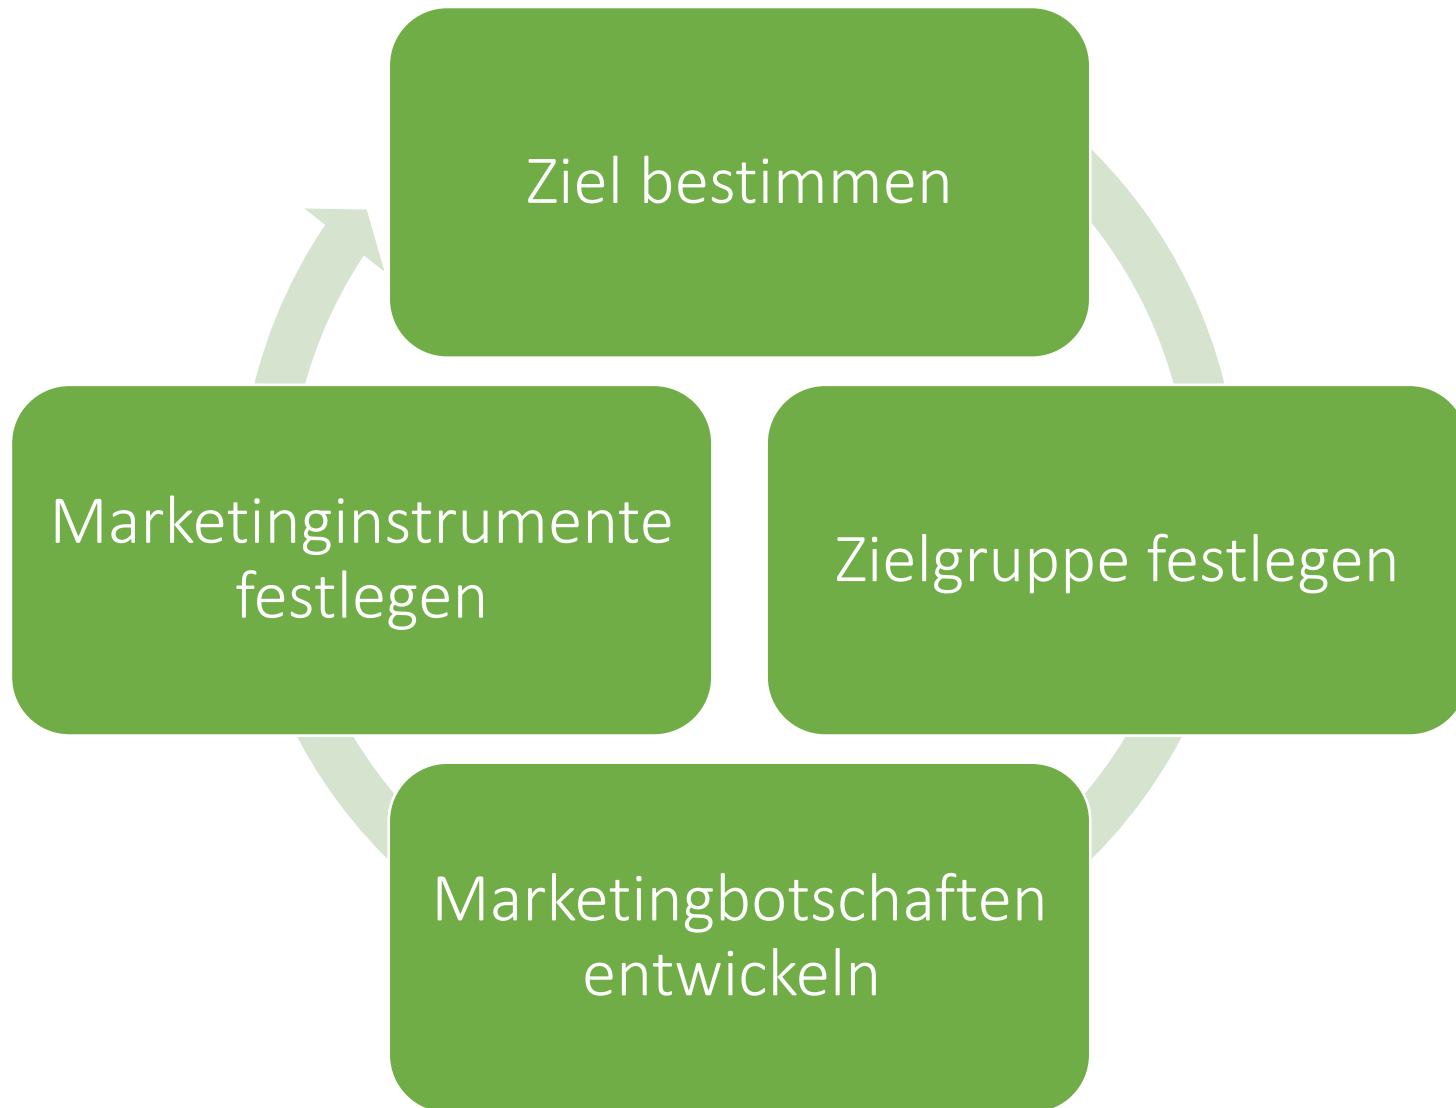 Ziel bestimmen
Zielgruppe festlegen
Marketingbotschaften
entwickeln
Marketinginstrumente
festlegen